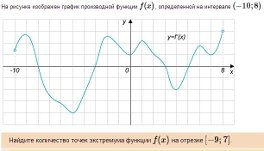 На рисунке изображен график производной функции f(x), определенной на интервале (−10;8).
y
y=f'(x)
-10
0
8
x
Найдите количество точек экстремума функции f(x) на отрезке [−9; 7]